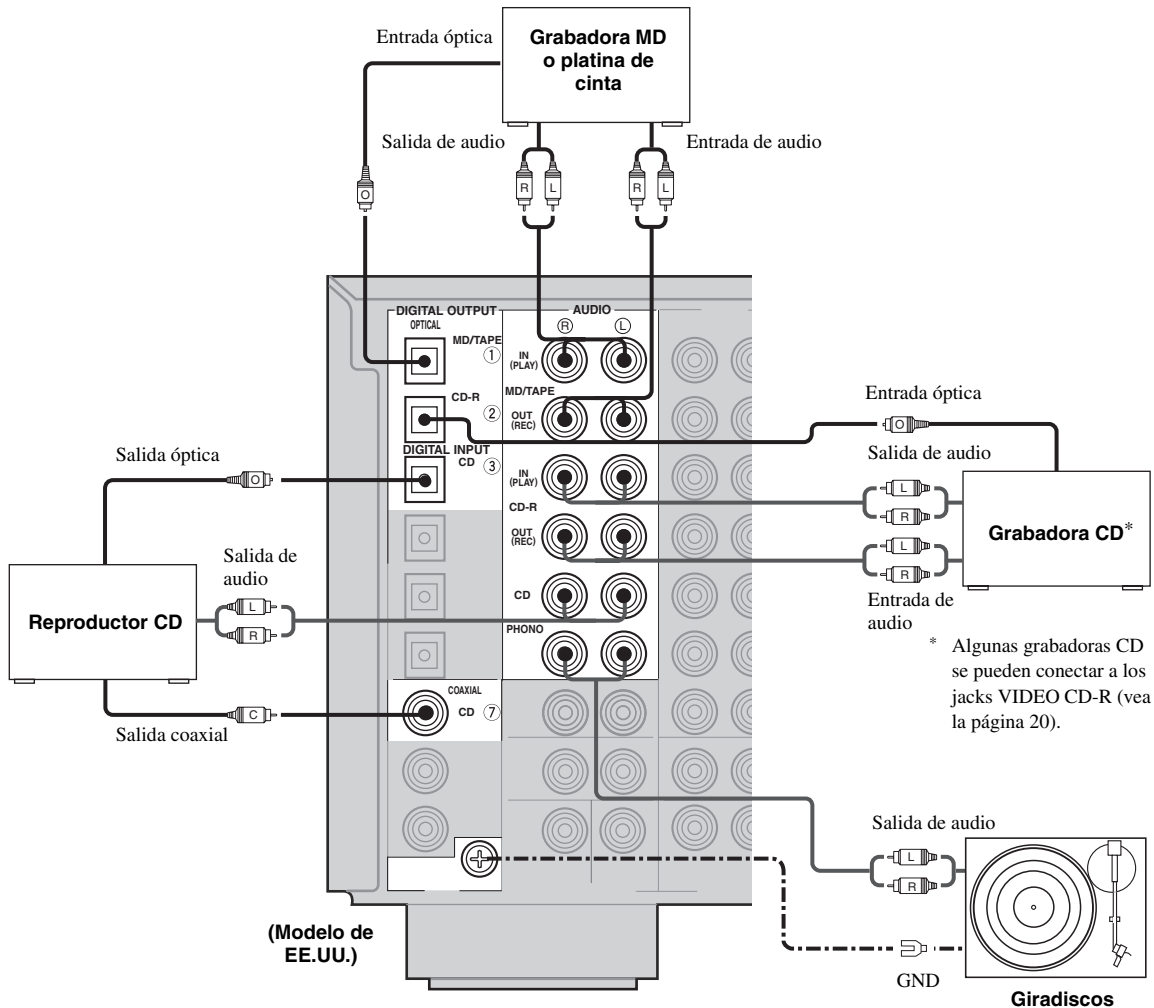 Entrada óptica
Grabadora MD
o platina de
cinta
Salida de audio
Entrada de audio
R
L
R
L
O
DIGITAL OUTPUT
OPTICAL
AUDIO
R
L
MD/TAPE
1
IN
(PLAY)
MD/TAPE
CD-R
2
OUT
(REC)
DIGITAL INPUT
CD
3
IN
(PLAY)
CD-R
OUT
(REC)
CD
PHONO
COAXIAL
CD
7
Entrada óptica
O
Salida de audio
L
R
L
R
Grabadora CD*
Entrada de
audio
* Algunas grabadoras CD
se pueden conectar a los
jacks VIDEO CD-R (vea
la página 20).
Salida óptica
O
Salida de
audio
L
R
Reproductor CD
C
Salida coaxial
Salida de audio
L
R
GND
Giradiscos
(Modelo de
EE.UU.)